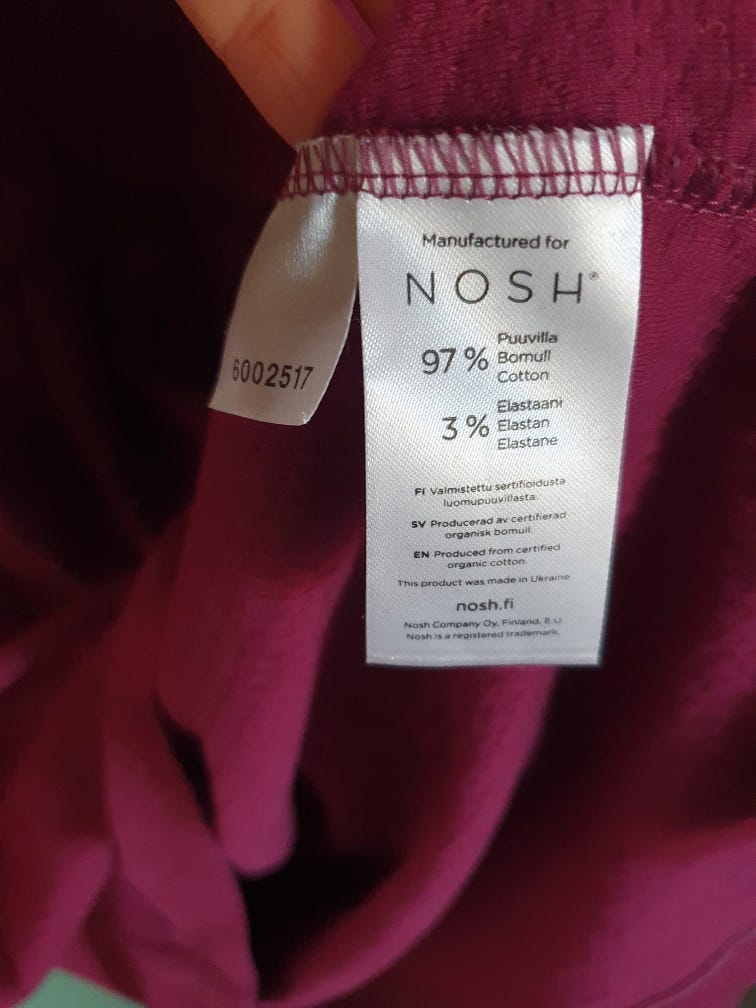 6002517
Manufactured for
NOSH®
97 % Puuvilla
Bomull
Cotton
3 % Elastaani
Elastan
Elastane
FI Valmistettu sertifioidusta
luomupuuvillasta.
SV Producerad av certifierad
organisk bomull.
EN Produced from certified
organic cotton.
This product was made in Ukraine
nosh.fi
Nosh Company Oy, Finland, E.U.
Nosh is a registered trademark.